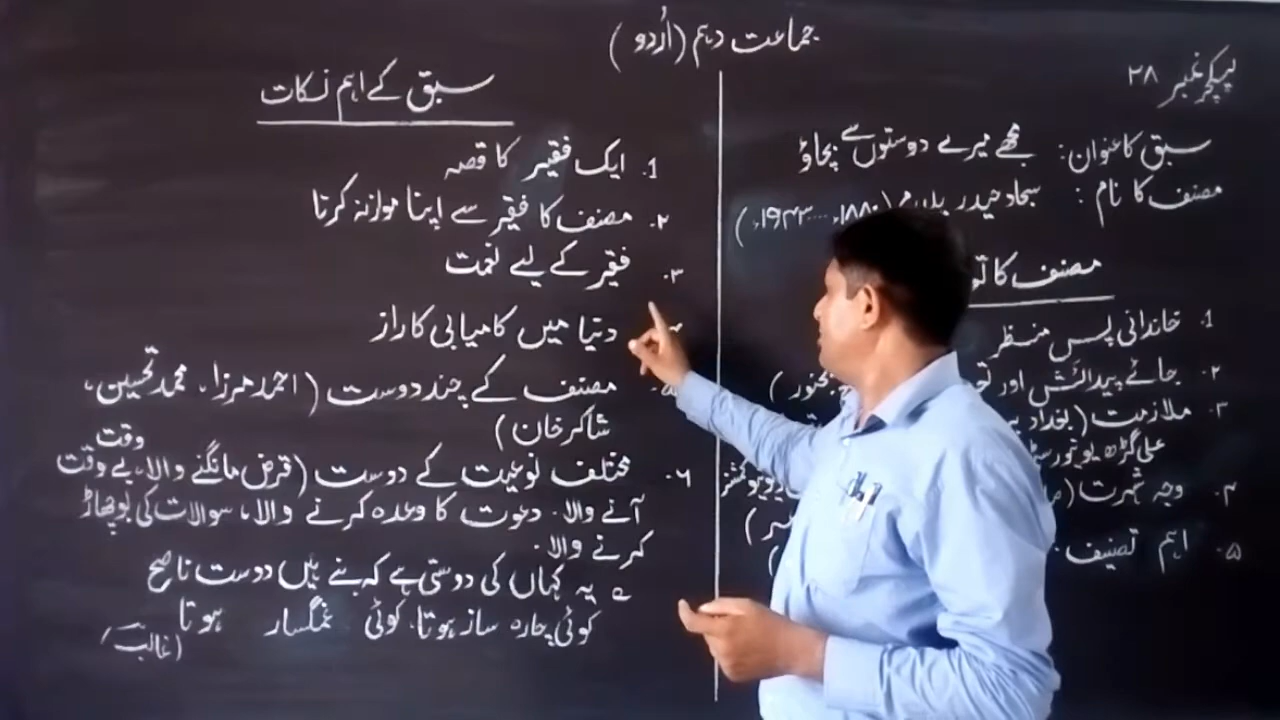 جماعت دہم (اُردو)
لیکچر نمبر ۲۸
سبق کا عنوان: مجھے میرے دوستوں سے بچاؤ
مصنف کا نام: سجاد حیدر یلدرم (۱۸۸۰ء...۱۹۴۳ء)
مصنف کا
۱. خاندانی پس منظر
۲. جائے پیدائش اور بجنور)
۳. ملازمت (بغداد
علی گڑھ یونیورسٹی
۴. وجہ شہرت
۵. اہم تصنیف.
سبق کے اہم نکات
۱. ایک فقیر کا قصہ
۲. مصنف کا فقیر سے اپنا موازنہ کرنا
۳. فقیر کے لیے نعمت
۴. دنیا میں کامیابی کا راز
۵. مصنف کے چند دوست (احمد مرزا، محمد تحسین،
شاکر خان)
۶. مختلف نوعیت کے دوست (قرض مانگنے والا، بے وقت وقت
آنے والا. دعوت کا وعدہ کرنے والا، سوالات کی بوچھاڑ
کرنے والا.
؎ یہ کہاں کی دوستی ہے کہ بنے ہیں دوست ناصح
کوئی چارہ ساز ہوتا. کوئی غمگسار ہوتا
(غالب)